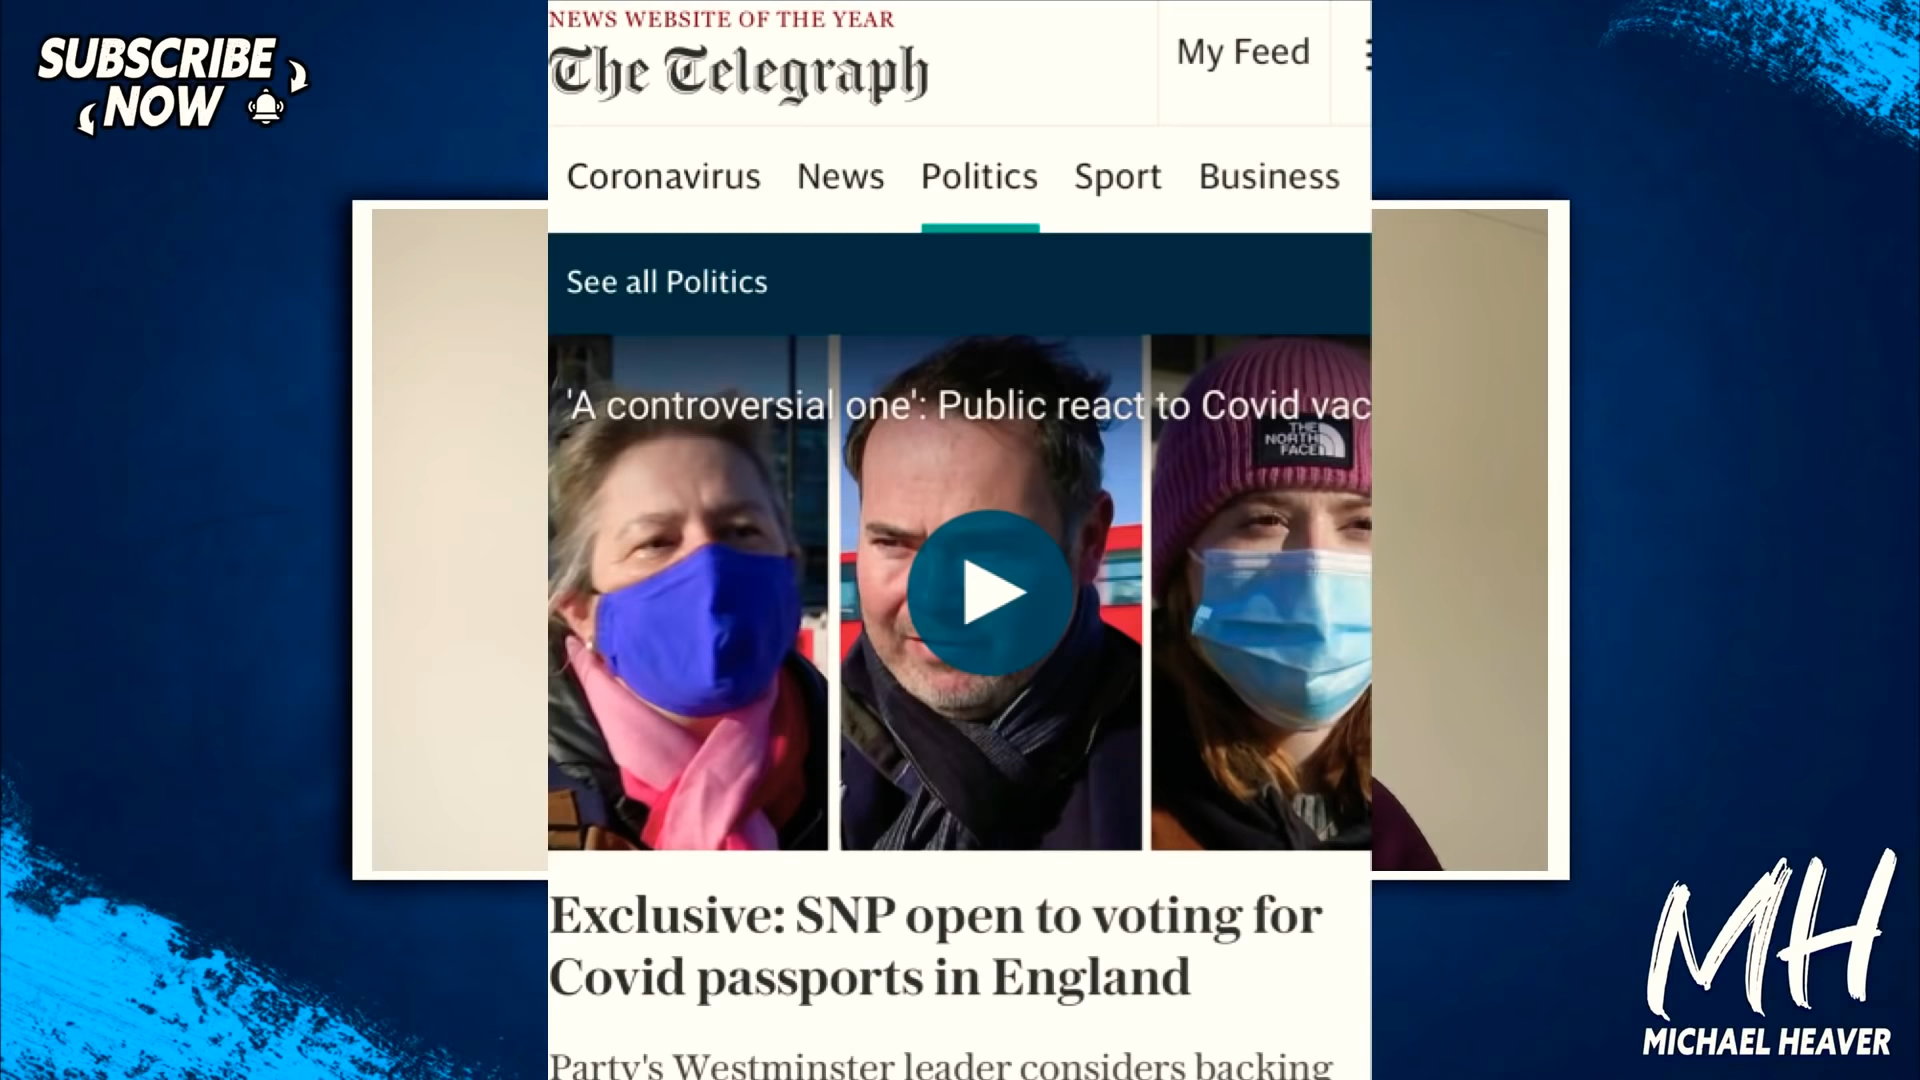 SUBSCRIBE
NOW
NEWS WEBSITE OF THE YEAR
The Telegraph
My Feed
Coronavirus News Politics Sport Business
See all Politics
'A controversial one': Public react to Covid vac
THE
NORTH
FACE
Exclusive: SNP open to voting for
Covid passports in England
Party's Westminster leader considers backing
MH
MICHAEL HEAVER